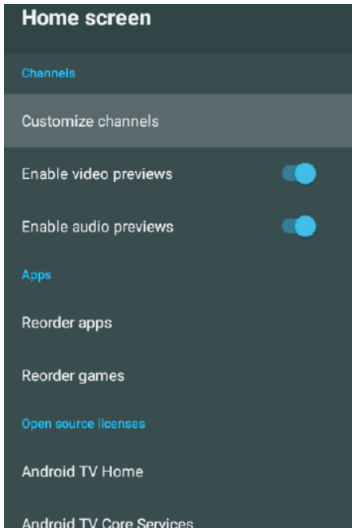 Home screen
Channels
Customize channels
Enable video previews
Enable audio previews
Apps
Reorder apps
Reorder games
Open source licenses
Android TV Home
Android TV Core Services